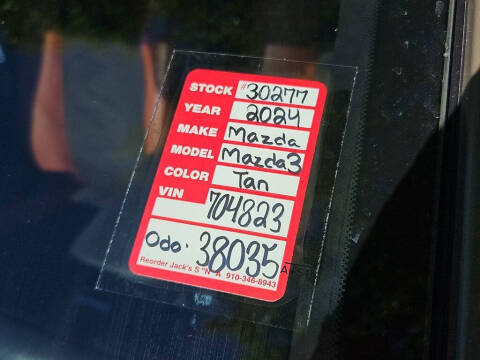 STOCK #30277
YEAR 2024
MAKE Mazda
MODEL Mazda3
COLOR Tan
VIN 704823
Odo. 38035
Reorder Jack's S "N" A 910-346-8943